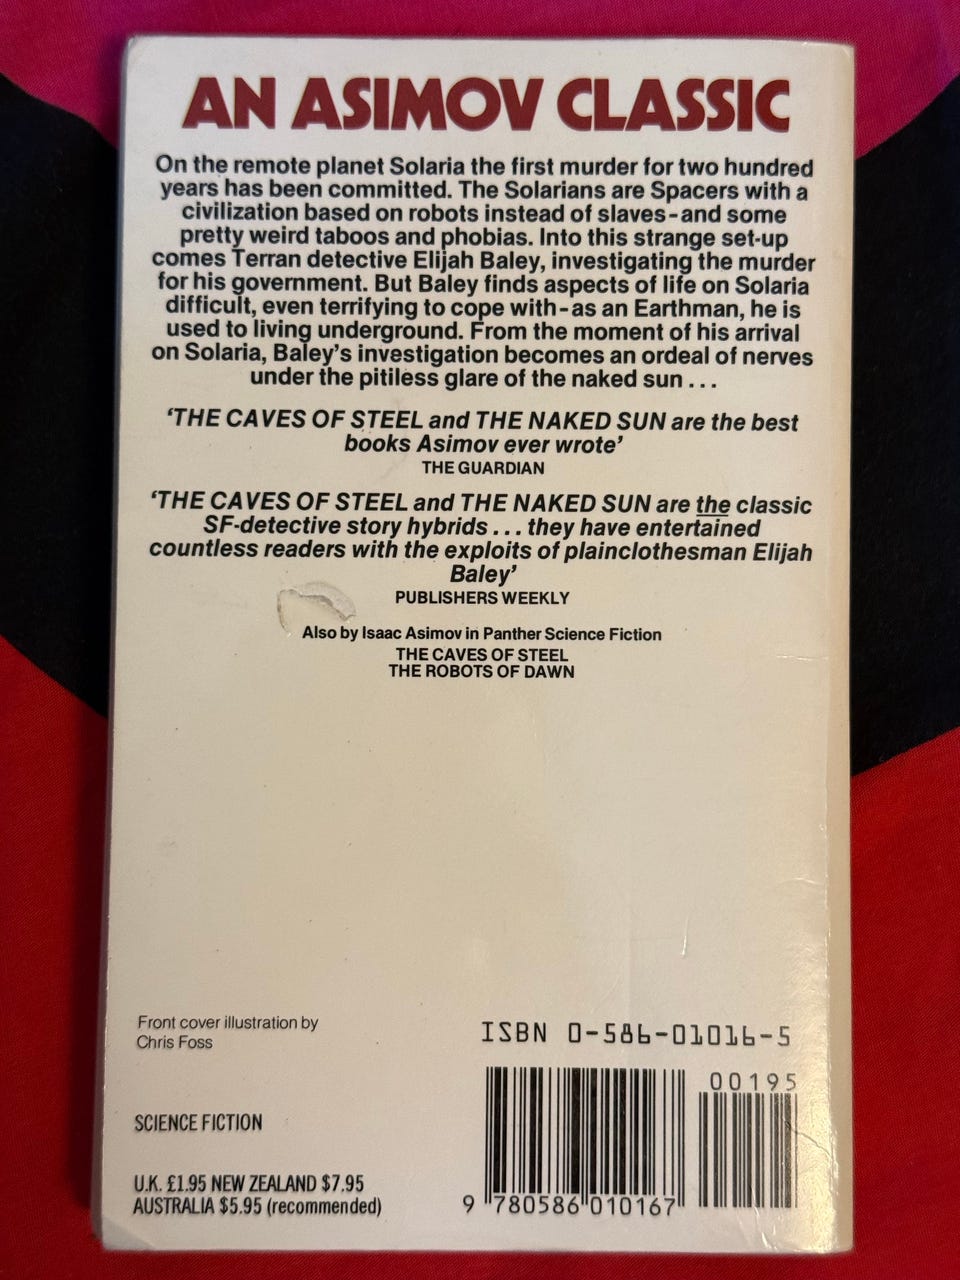 AN ASIMOV CLASSIC
On the remote planet Solaria the first murder for two hundred
years has been committed. The Solarians are Spacers with a
civilization based on robots instead of slaves-and some
pretty weird taboos and phobias. Into this strange set-up
comes Terran detective Elijah Baley, investigating the murder
for his government. But Baley finds aspects of life on Solaria
difficult, even terrifying to cope with-as an Earthman, he is
used to living underground. From the moment of his arrival
on Solaria, Baley's investigation becomes an ordeal of nerves
under the pitiless glare of the naked sun ...
'THE CAVES OF STEEL and THE NAKED SUN are the best
books Asimov ever wrote'
THE GUARDIAN
'THE CAVES OF STEEL and THE NAKED SUN are the classic
SF-detective story hybrids ... they have entertained
countless readers with the exploits of plainclothesman Elijah
Baley'
PUBLISHERS WEEKLY
Also by Isaac Asimov in Panther Science Fiction
THE CAVES OF STEEL
THE ROBOTS OF DAWN
Front cover illustration by
Chris Foss
SCIENCE FICTION
U.K. £1.95 NEW ZEALAND $7.95
AUSTRALIA $5.95 (recommended)
ISBN 0-586-01016-5
00195
9 780586 010167